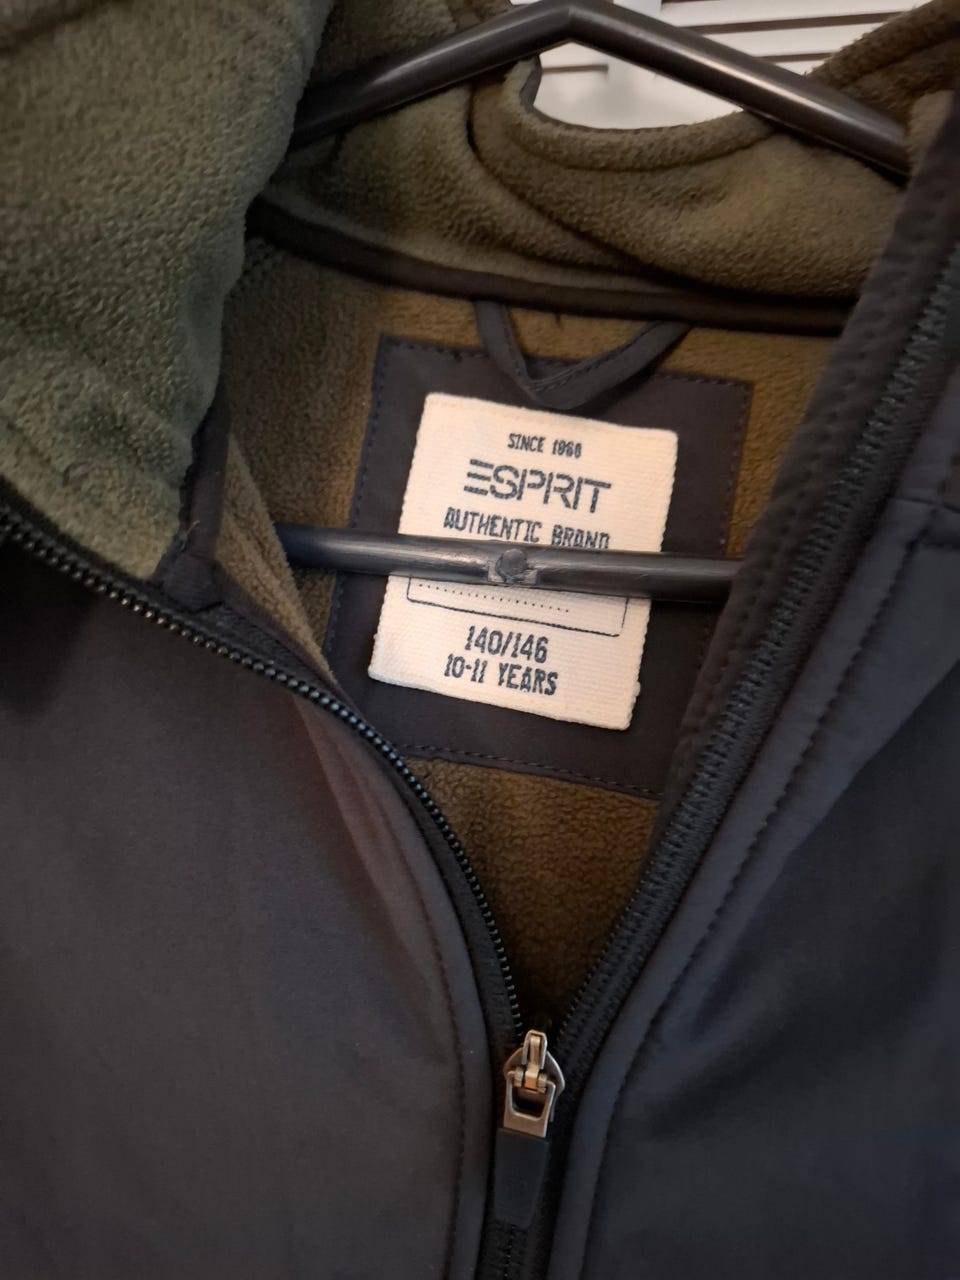 SINCE 1968
ESPRIT
AUTHENTIC BRAND
140/146
10-11 YEARS